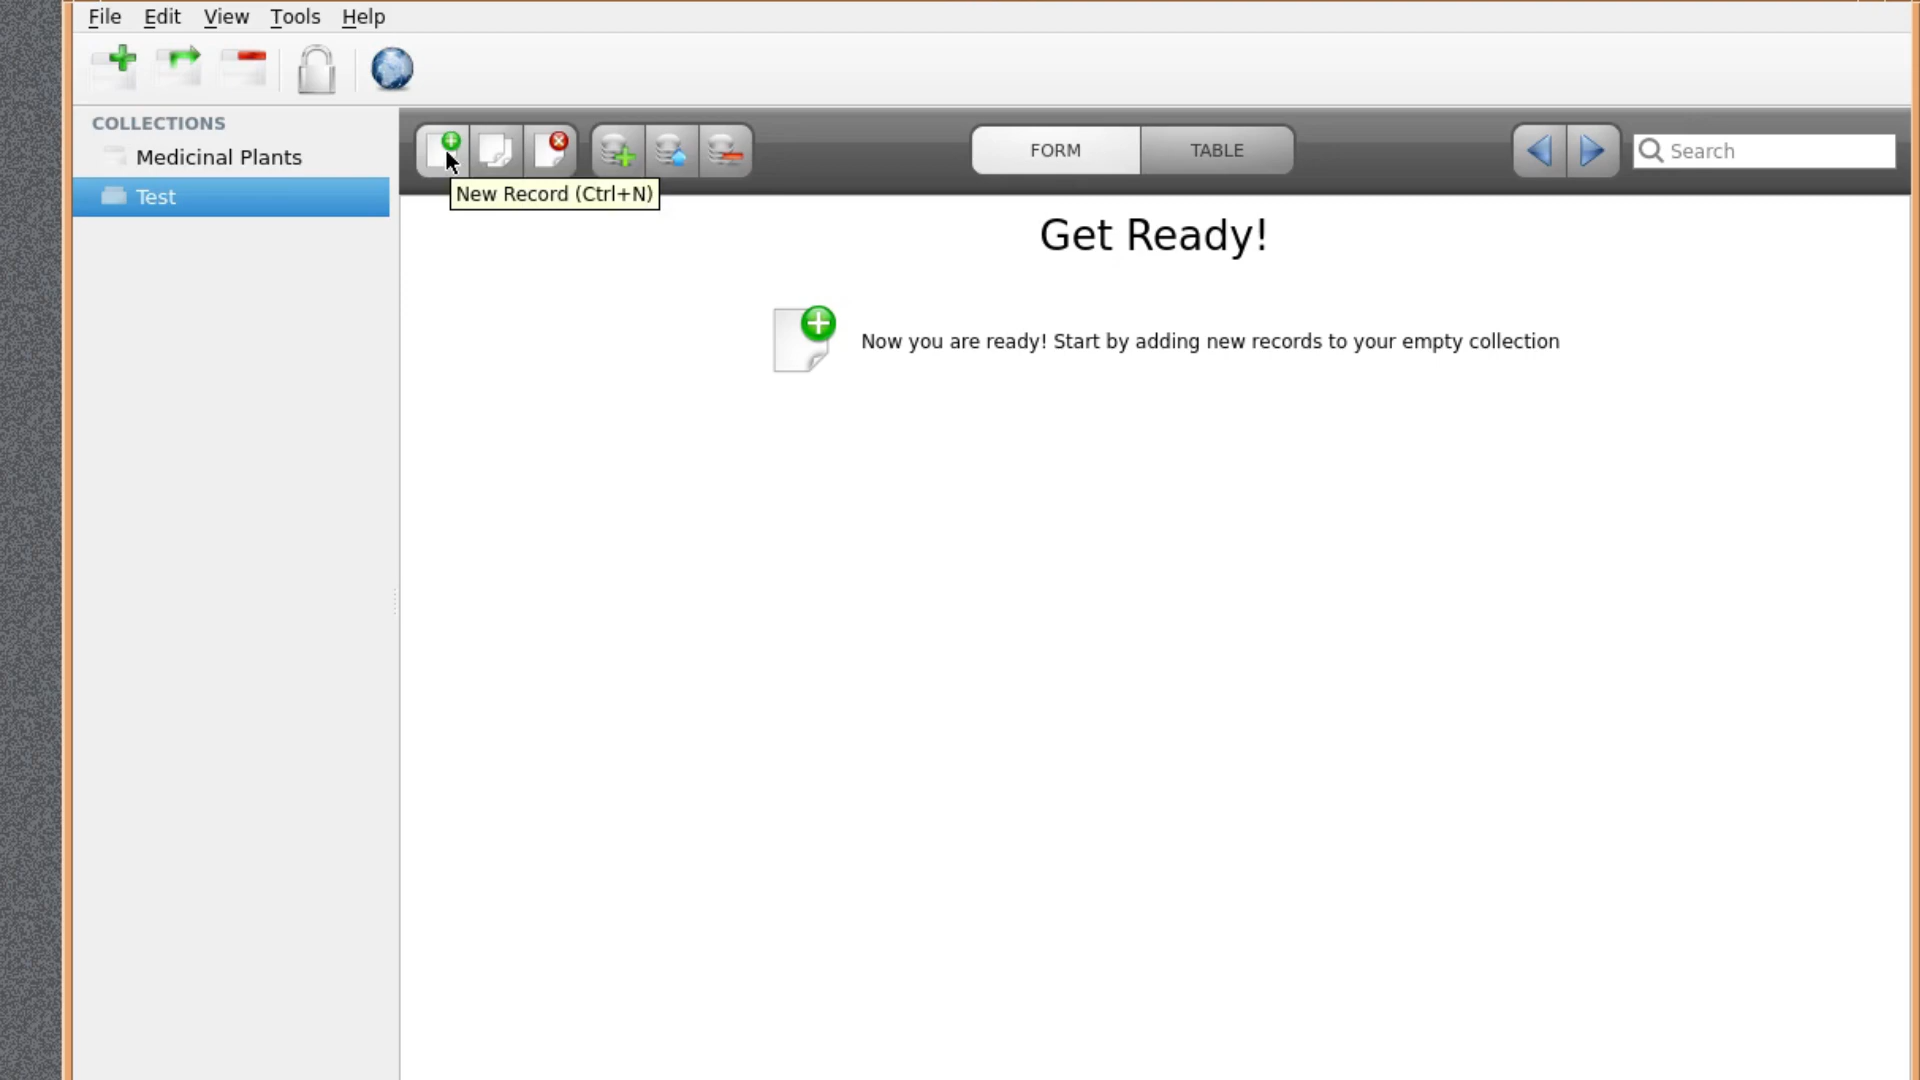 File Edit View Tools Help
COLLECTIONS
Medicinal Plants
Test
FORM TABLE
Search
New Record (Ctrl+N)
Get Ready!
Now you are ready! Start by adding new records to your empty collection